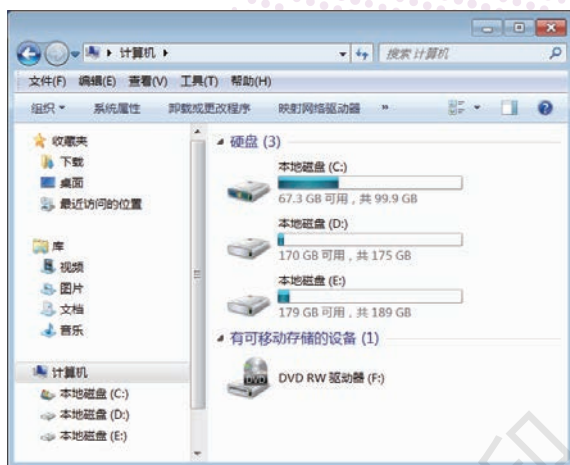 计算机
搜索 计算机
文件(F) 编辑(E) 查看(V) 工具(T) 帮助(H)
组织 系统属性 卸载或更改程序 映射网络驱动器 »
收藏夹
下载
桌面
最近访问的位置
库
视频
图片
文档
音乐
计算机
本地磁盘 (C:)
本地磁盘 (D:)
本地磁盘 (E:)
硬盘 (3)
本地磁盘 (C:)
67.3 GB 可用，共 99.9 GB
本地磁盘 (D:)
170 GB 可用，共 175 GB
本地磁盘 (E:)
179 GB 可用，共 189 GB
有可移动存储的设备 (1)
DVD
DVD RW 驱动器 (F:)